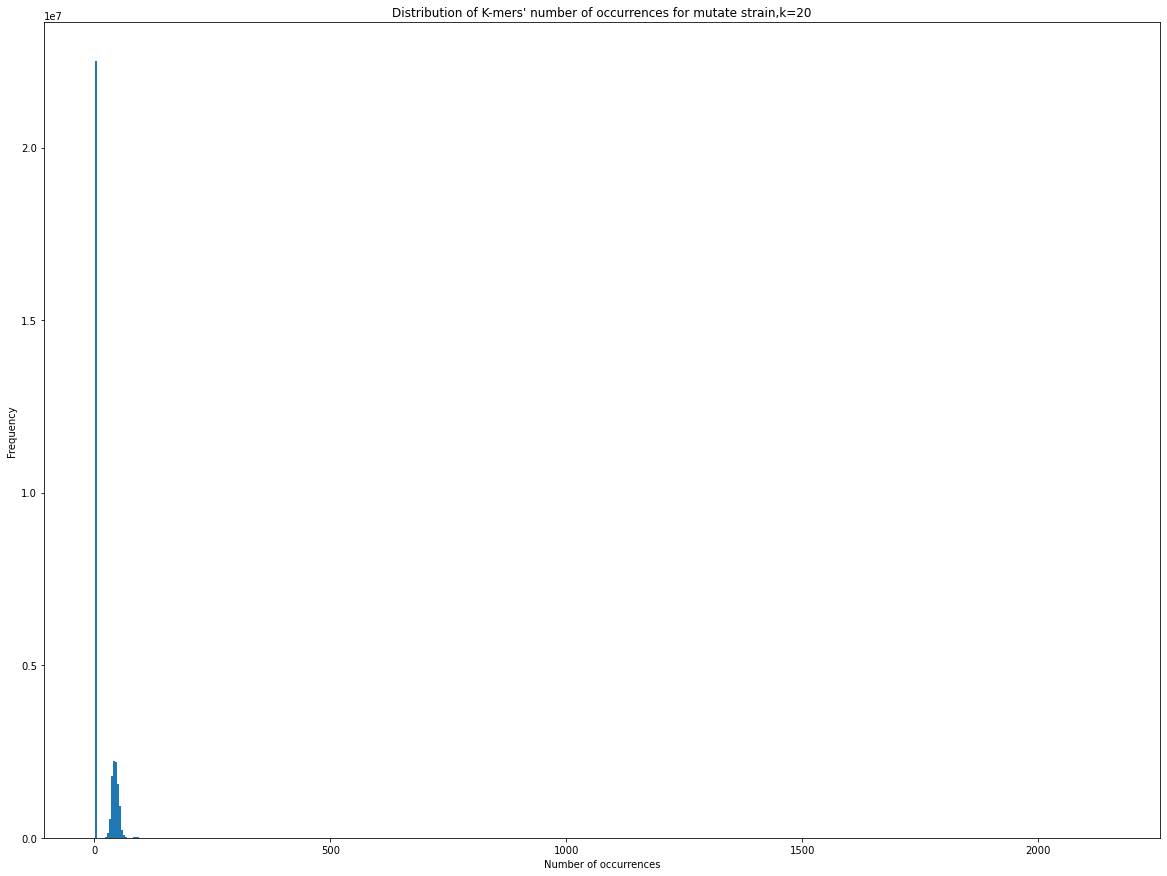 Distribution of K-mers' number of occurrences for mutate strain,k=20
1e7
2.0
1.5
1.0
0.5
0.0
Frequency
0 500 1000 1500 2000
Number of occurrences